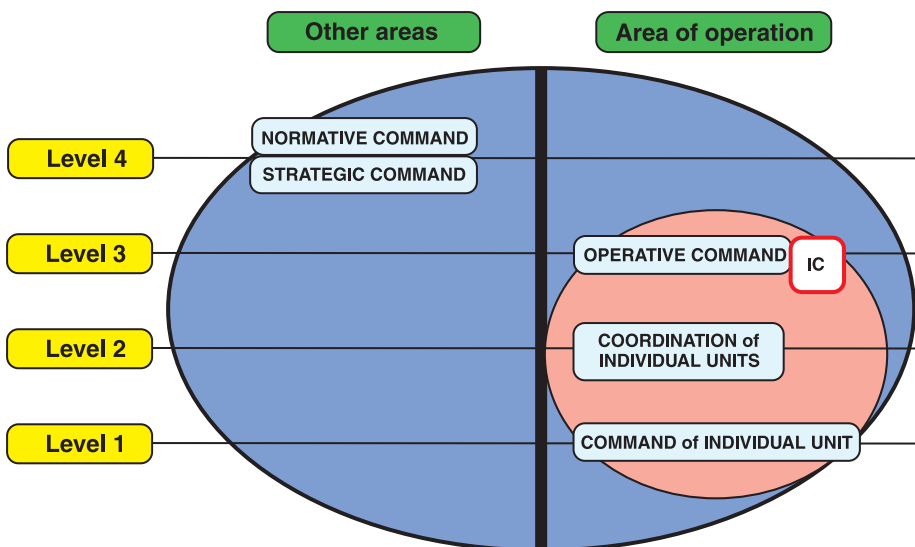 Other areas
Area of operation
NORMATIVE COMMAND
Level 4
STRATEGIC COMMAND
Level 3
OPERATIVE COMMAND
IC
Level 2
COORDINATION of
INDIVIDUAL UNITS
Level 1
COMMAND of INDIVIDUAL UNIT